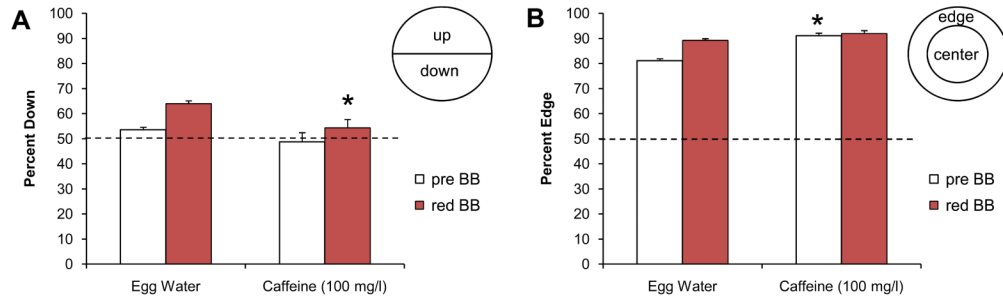 A
Percent Down
100
90
80
70
60
50
40
30
20
10
0
Egg Water
Caffeine (100 mg/l)
*
up
down
pre BB
red BB
B
Percent Edge
100
90
80
70
60
50
40
30
20
10
0
Egg Water
Caffeine (100 mg/l)
*
edge
center
pre BB
red BB